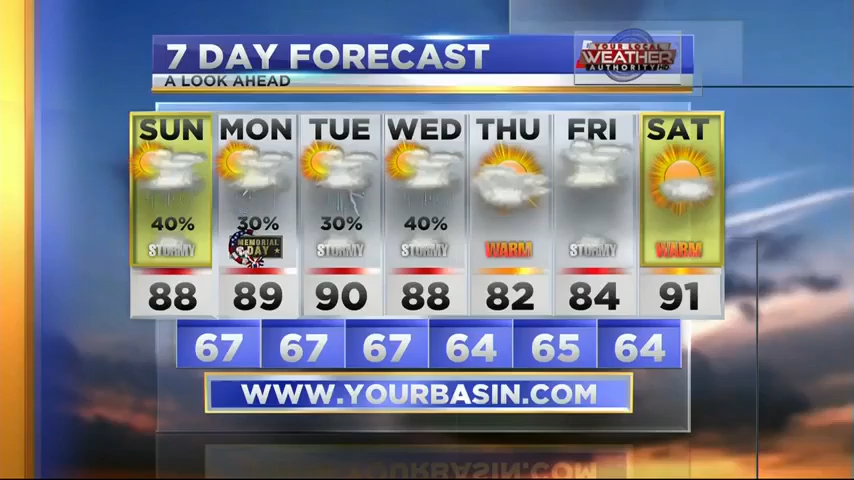 7 DAY FORECAST
A LOOK AHEAD
YOUR LOCAL
WEATHER
AUTHORITY
SUN MON TUE WED THU FRI SAT
40% 30% 30% 40%
STORMY MEMORIAL DAY STORMY STORMY WARM STORMY WARM
88 89 90 88 82 84 91
67 67 67 64 65 64
WWW.YOURBASIN.COM
YOURBASIN.COM